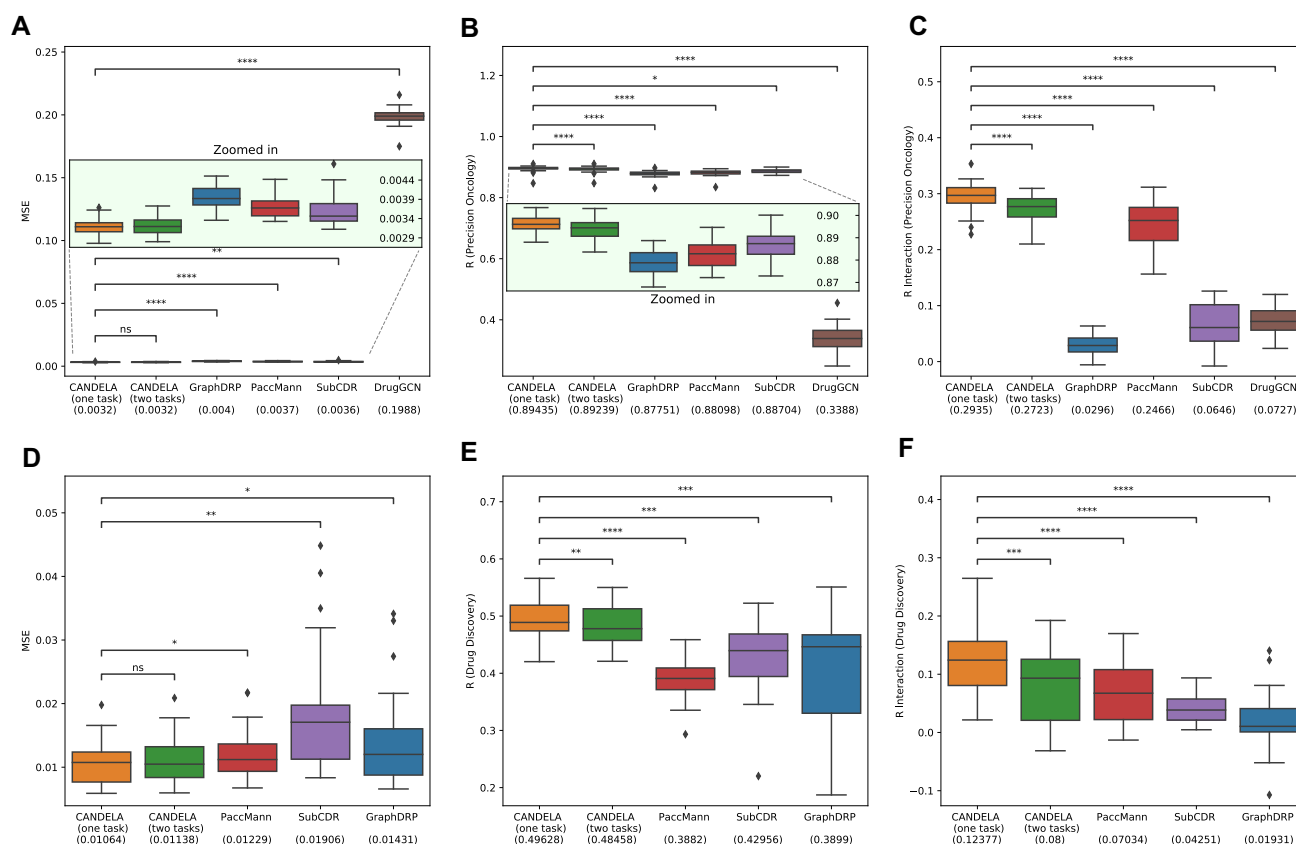 A
B
C
0.25
0.20
0.15
0.10
0.05
0.00
MSE
****
Zoomed in
0.0044
0.0039
0.0034
0.0029
**
****
****
ns
CANDELA (one task) (0.0032)
CANDELA (two tasks) (0.0032)
GraphDRP (0.004)
PaccMann (0.0037)
SubCDR (0.0036)
DrugGCN (0.1988)
1.2
1.0
0.8
0.6
0.4
R (Precision Oncology)
****
*
****
****
****
0.90
0.89
0.88
0.87
Zoomed in
CANDELA (one task) (0.89435)
CANDELA (two tasks) (0.89239)
GraphDRP (0.87751)
PaccMann (0.88098)
SubCDR (0.88704)
DrugGCN (0.3388)
0.5
0.4
0.3
0.2
0.1
0.0
R Interaction (Precision Oncology)
****
****
****
****
****
CANDELA (one task) (0.2935)
CANDELA (two tasks) (0.2723)
GraphDRP (0.0296)
PaccMann (0.2466)
SubCDR (0.0646)
DrugGCN (0.0727)
D
E
F
0.05
0.04
0.03
0.02
0.01
MSE
*
**
*
ns
CANDELA (one task) (0.01064)
CANDELA (two tasks) (0.01138)
PaccMann (0.01229)
SubCDR (0.01906)
GraphDRP (0.01431)
0.7
0.6
0.5
0.4
0.3
0.2
R (Drug Discovery)
***
***
****
**
CANDELA (one task) (0.49628)
CANDELA (two tasks) (0.48458)
PaccMann (0.3882)
SubCDR (0.42956)
GraphDRP (0.3899)
0.4
0.3
0.2
0.1
0.0
−0.1
R Interaction (Drug Discovery)
****
****
****
***
CANDELA (one task) (0.12377)
CANDELA (two tasks) (0.08)
PaccMann (0.07034)
SubCDR (0.04251)
GraphDRP (0.01931)